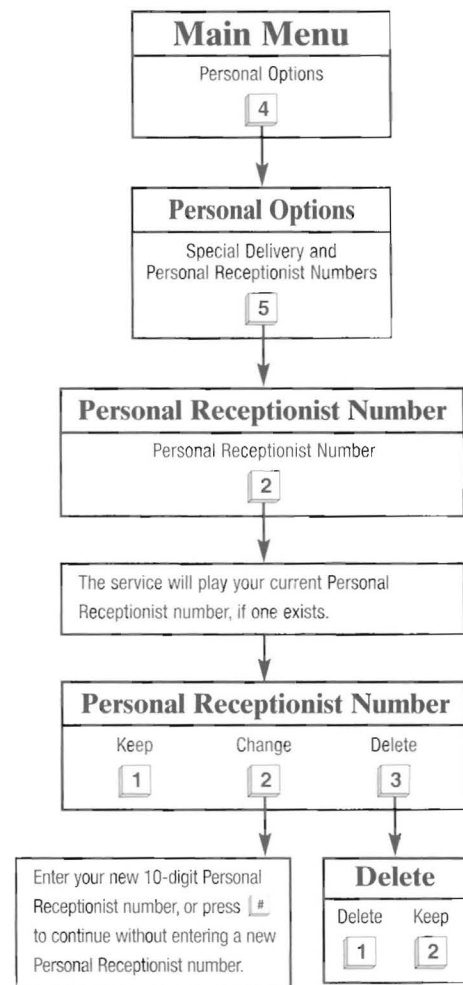 Main Menu
Personal Options
4
Personal Options
Special Delivery and
Personal Receptionist Numbers
5
Personal Receptionist Number
Personal Receptionist Number
2
The service will play your current Personal
Receptionist number, if one exists.
Personal Receptionist Number
Keep Change Delete
1 2 3
Enter your new 10-digit Personal
Receptionist number, or press #
to continue without entering a new
Personal Receptionist number.
Delete
Delete Keep
1 2